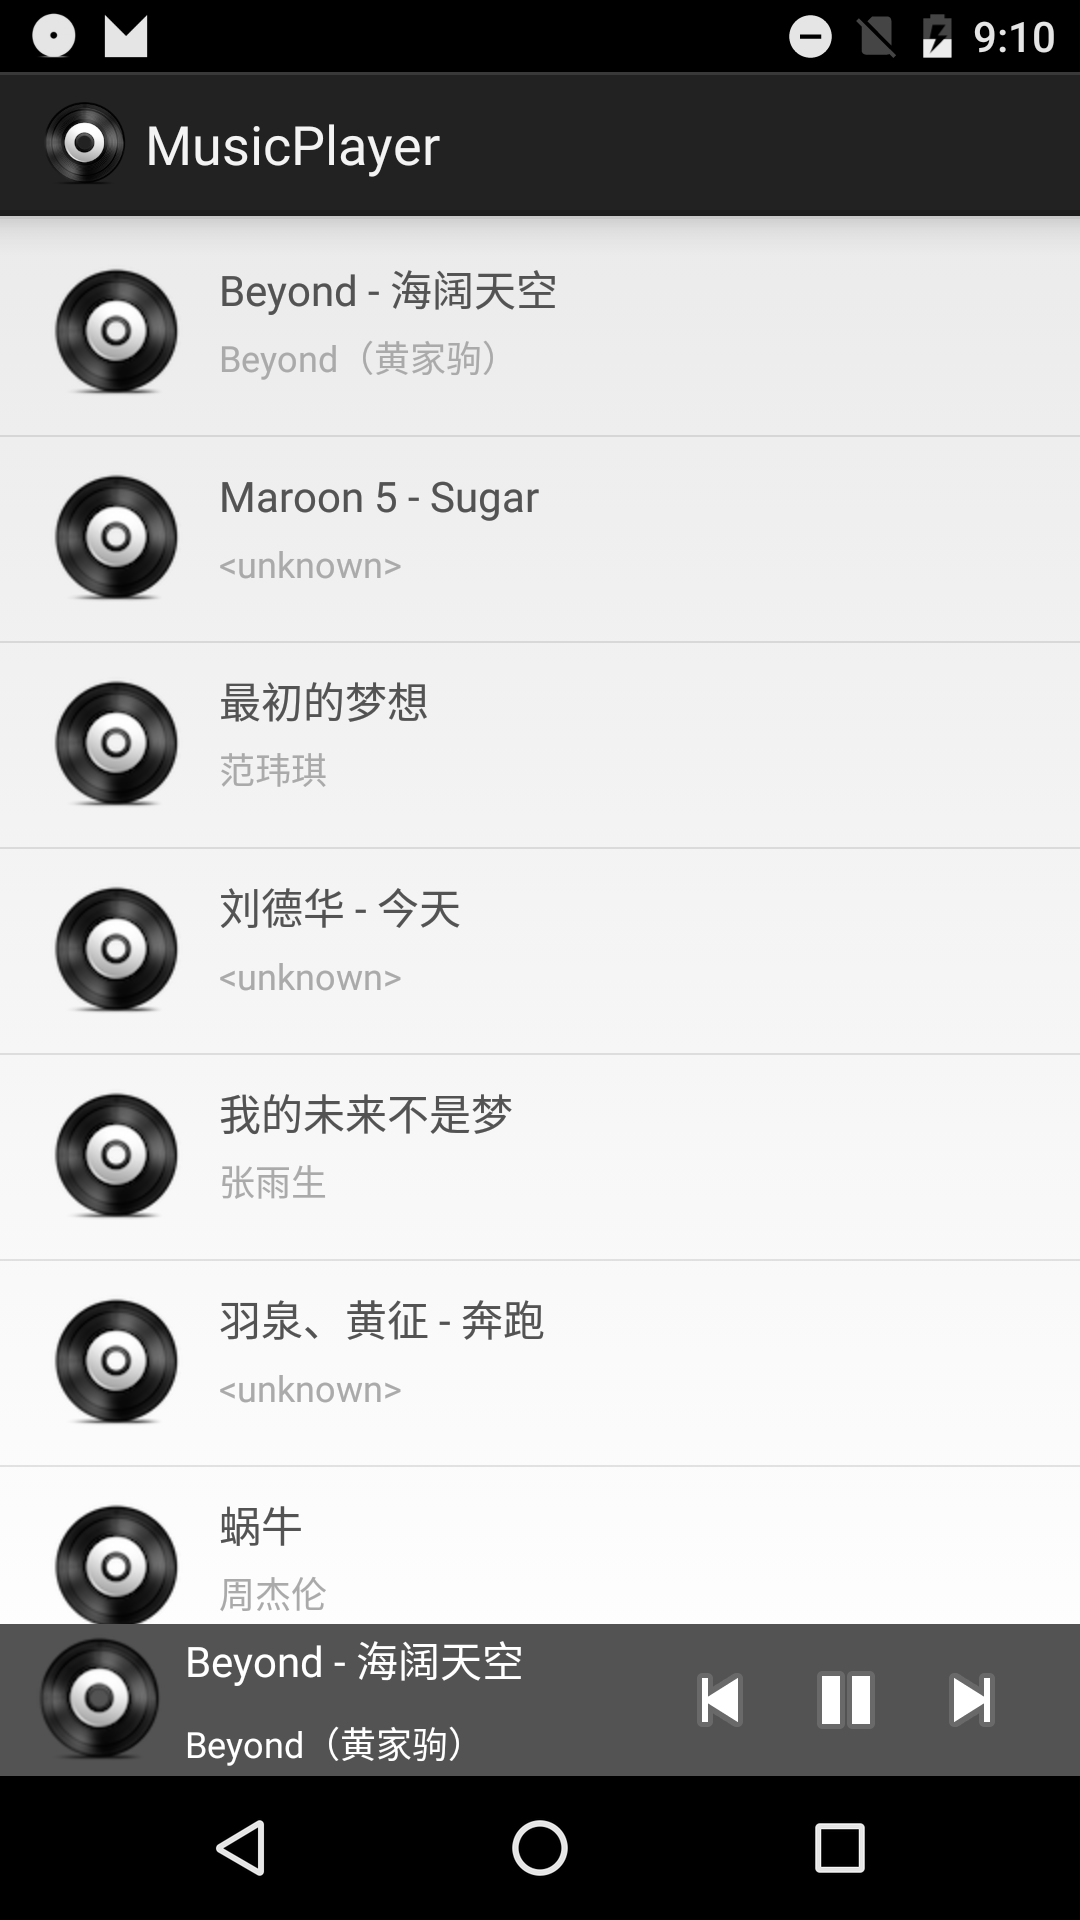 9:10
MusicPlayer
Beyond - 海阔天空
Beyond（黄家驹）
Maroon 5 - Sugar
<unknown>
最初的梦想
范玮琪
刘德华 - 今天
<unknown>
我的未来不是梦
张雨生
羽泉、黄征 - 奔跑
<unknown>
蜗牛
周杰伦
Beyond - 海阔天空
Beyond（黄家驹）